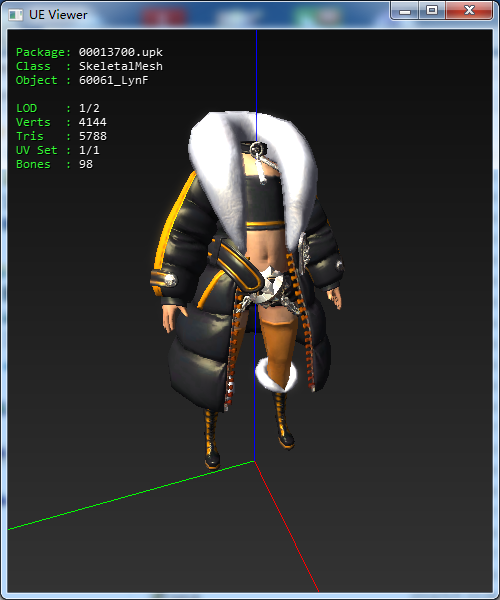 UE Viewer
Package: 00013700.upk
Class : SkeletalMesh
Object : 60061_LynF
LOD : 1/2
Verts : 4144
Tris : 5788
UV Set : 1/1
Bones : 98